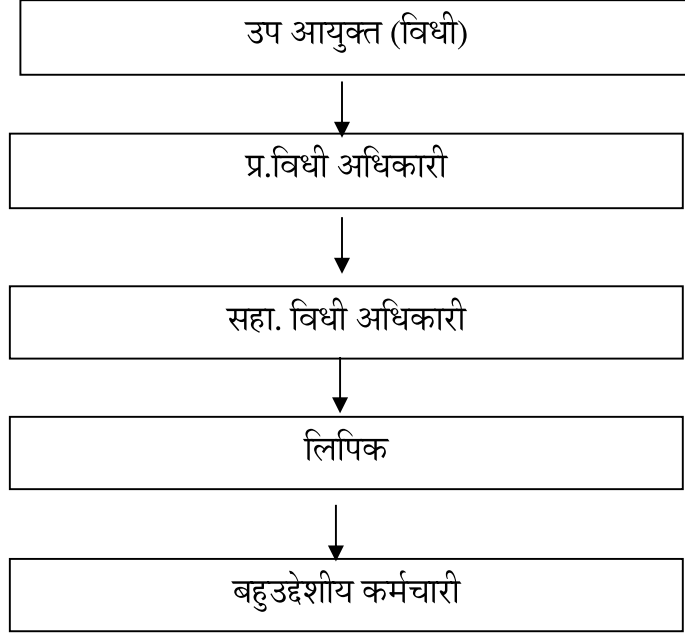 उप आयुक्त (विधी)
प्र.विधी अधिकारी
सहा. विधी अधिकारी
लिपिक
बहुउद्देशीय कर्मचारी